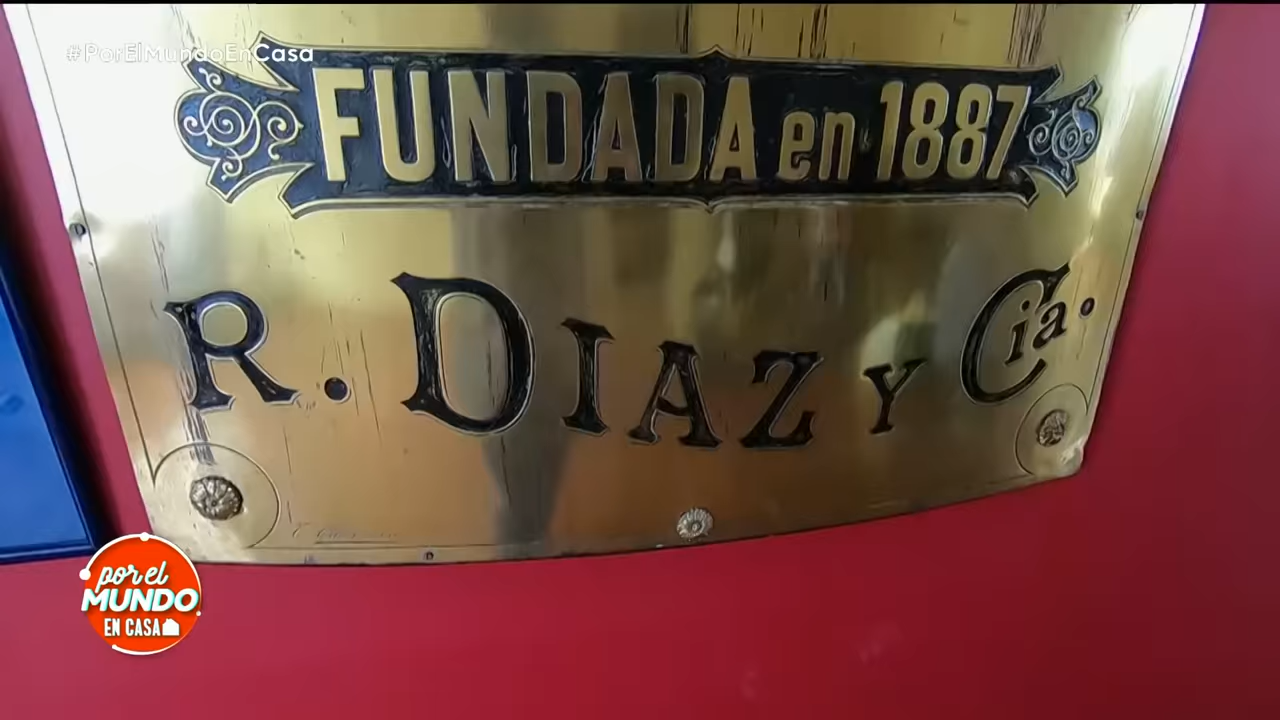 #PorElMundoEnCasa
FUNDADA en 1887
R. DIAZ Y Cia.
por el
MUNDO
EN CASA